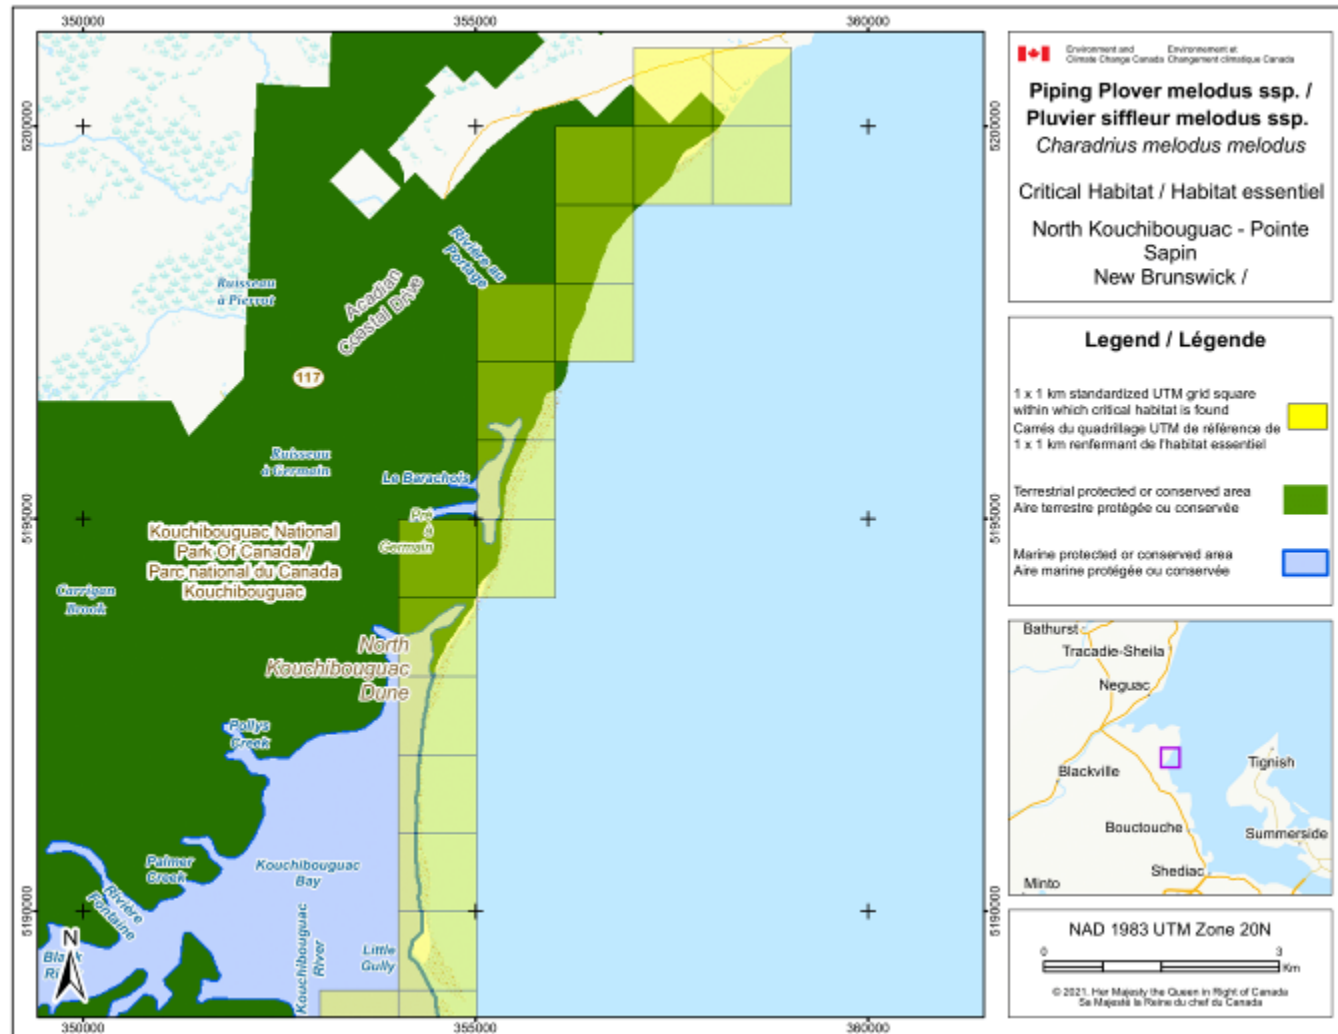 350000
355000
360000
5200000
5200000
5195000
5195000
5190000
5190000
Rivière au
Portage
Ruisseau
à Pierrot
Acadian
Coastal Drive
117
Ruisseau
à Germain
Le Barachois
Pré
à
Germain
Kouchibouguac National
Park Of Canada /
Parc national du Canada
Kouchibouguac
Carrigan
Brook
North
Kouchibouguac
Dune
Pollys
Creek
Palmer
Creek
Kouchibouguac
Bay
Rivière
Fontaine
Kouchibouguac
River
Little
Gully
N
350000
355000
360000
Environment and
Climate Change Canada
Environnement et
Changement climatique Canada
Piping Plover melodus ssp. /
Pluvier siffleur melodus ssp.
Charadrius melodus melodus
Critical Habitat / Habitat essentiel
North Kouchibouguac - Pointe
Sapin
New Brunswick /
Legend / Légende
1 x 1 km standardized UTM grid square
within which critical habitat is found
Carrés du quadrillage UTM de référence de
1 x 1 km renfermant de l'habitat essentiel
Terrestrial protected or conserved area
Aire terrestre protégée ou conservée
Marine protected or conserved area
Aire marine protégée ou conservée
Bathurst
Tracadie-Sheila
Neguac
Blackville
Tignish
Bouctouche
Summerside
Shediac
Minto
NAD 1983 UTM Zone 20N
0 3
Km
© 2021. Her Majesty the Queen in Right of Canada
Sa Majesté la Reine du chef du Canada